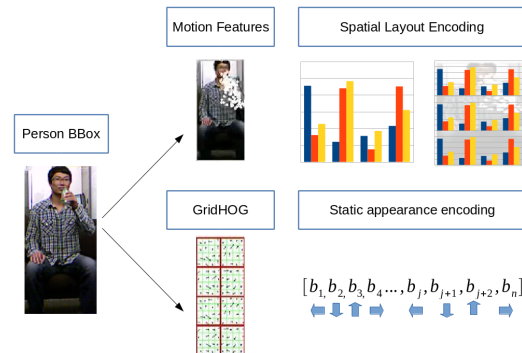 Motion Features
Spatial Layout Encoding
Person BBox
GridHOG
Static appearance encoding
[b₁, b₂, b₃, b₄..., bⱼ, bⱼ₊₁, bⱼ₊₂, bₙ]